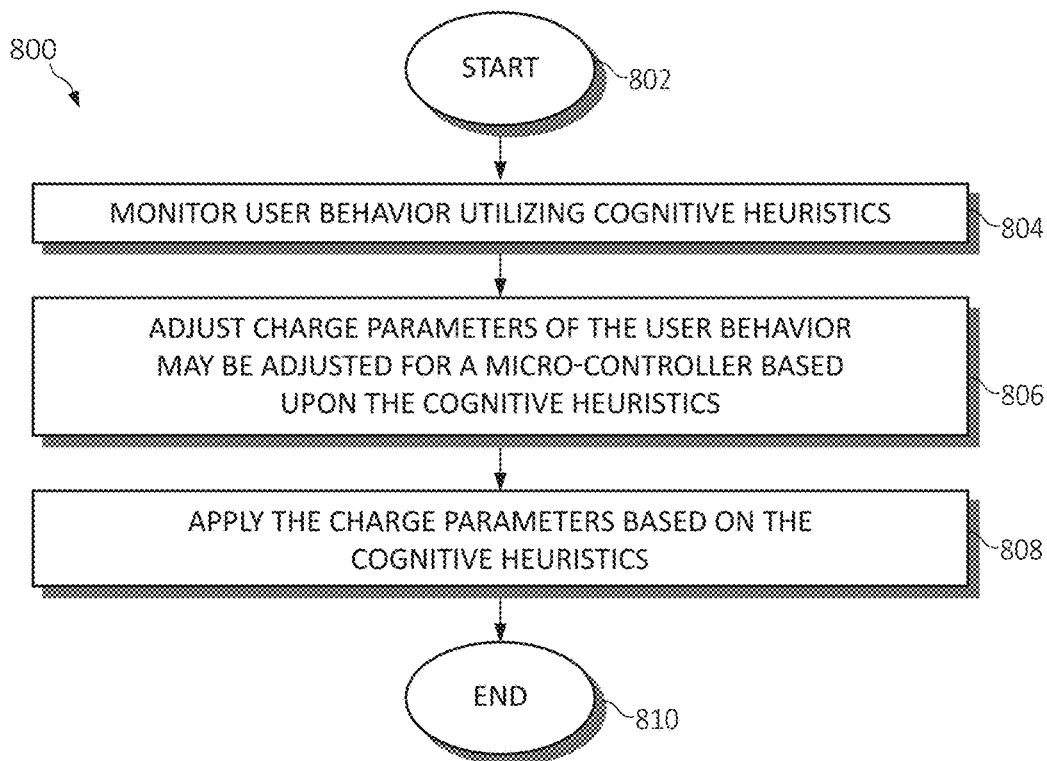 800
START
802
MONITOR USER BEHAVIOR UTILIZING COGNITIVE HEURISTICS
804
ADJUST CHARGE PARAMETERS OF THE USER BEHAVIOR
MAY BE ADJUSTED FOR A MICRO-CONTROLLER BASED
UPON THE COGNITIVE HEURISTICS
806
APPLY THE CHARGE PARAMETERS BASED ON THE
COGNITIVE HEURISTICS
808
END
810